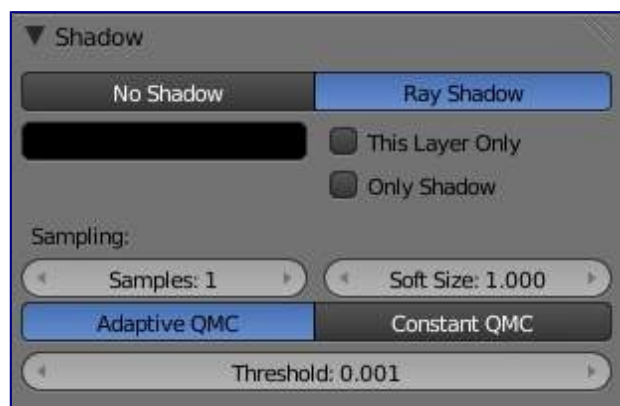 Shadow
No Shadow Ray Shadow
This Layer Only
Only Shadow
Sampling:
Samples: 1 Soft Size: 1.000
Adaptive QMC Constant QMC
Threshold: 0.001